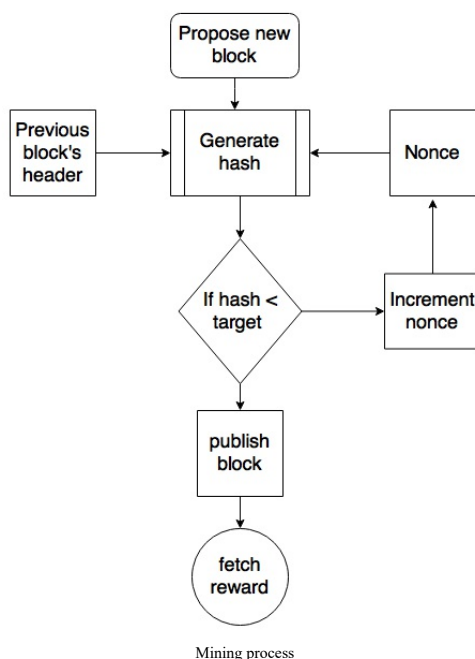 Propose new
block
Previous
block's
header
Generate
hash
Nonce
If hash <
target
Increment
nonce
publish
block
fetch
reward
Mining process